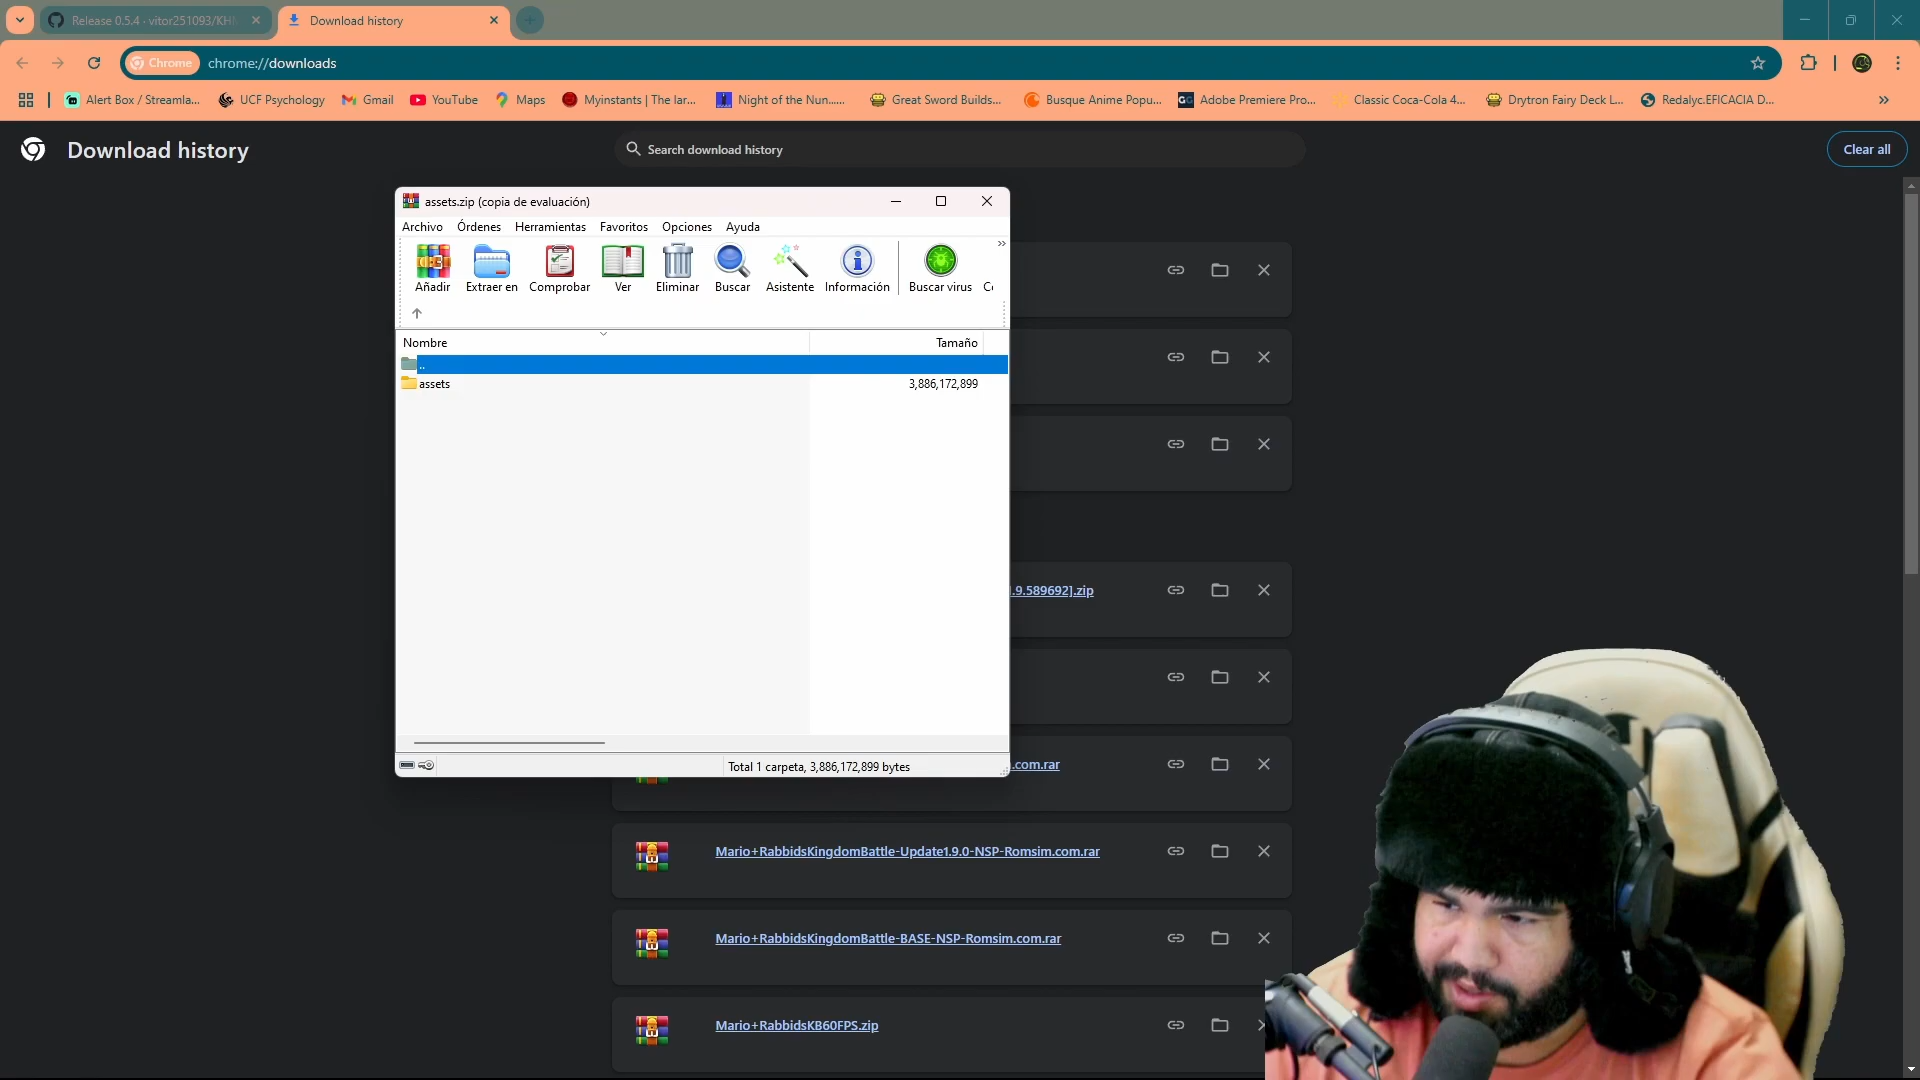 Release 0.5.4 · vitor251093/KH
Download history
Chrome
chrome://downloads
Alert Box / Streamla...
UCF Psychology
Gmail
YouTube
Maps
Myinstants | The lar...
Night of the Nun......
Great Sword Builds...
Busque Anime Popu...
Adobe Premiere Pro...
Classic Coca-Cola 4...
Drytron Fairy Deck L...
Redalyc.EFICACIA D...
Download history
Search download history
Clear all
assets.zip (copia de evaluación)
Archivo Órdenes Herramientas Favoritos Opciones Ayuda
Añadir Extraer en Comprobar Ver Eliminar Buscar Asistente Información Buscar virus
Nombre Tamaño
..
assets 3,886,172,899
Total 1 carpeta, 3,886,172,899 bytes
.9.589692].zip
.com.rar
Mario+RabbidsKingdomBattle-Update1.9.0-NSP-Romsim.com.rar
Mario+RabbidsKingdomBattle-BASE-NSP-Romsim.com.rar
Mario+RabbidsKB60FPS.zip